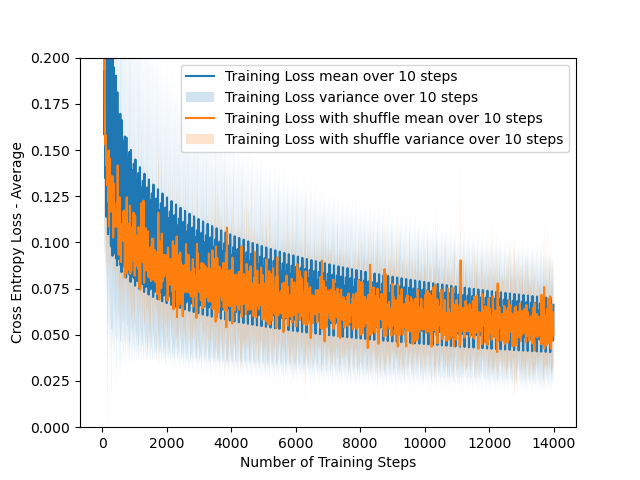 0.200
0.175
0.150
0.125
0.100
0.075
0.050
0.025
0.000
Cross Entropy Loss - Average
Training Loss mean over 10 steps
Training Loss variance over 10 steps
Training Loss with shuffle mean over 10 steps
Training Loss with shuffle variance over 10 steps
0 2000 4000 6000 8000 10000 12000 14000
Number of Training Steps